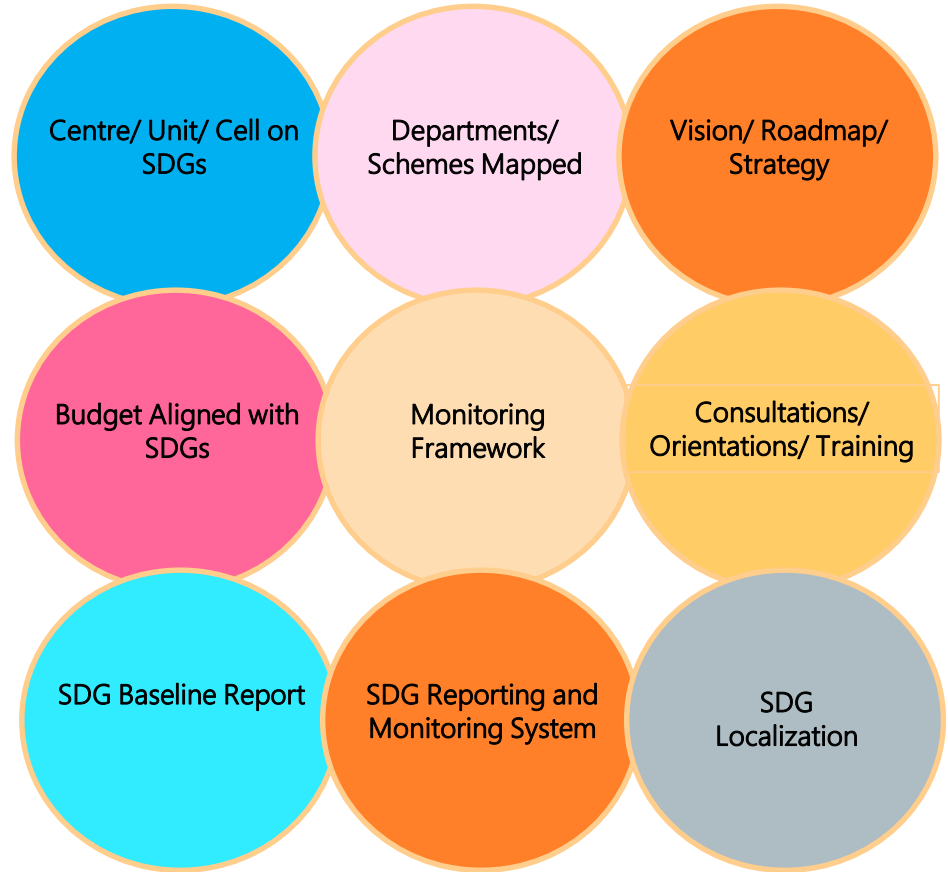 Centre/ Unit/ Cell on
SDGs
Departments/
Schemes Mapped
Vision/ Roadmap/
Strategy
Budget Aligned with
SDGs
Monitoring
Framework
Consultations/
Orientations/ Training
SDG Baseline Report
SDG Reporting and
Monitoring System
SDG
Localization